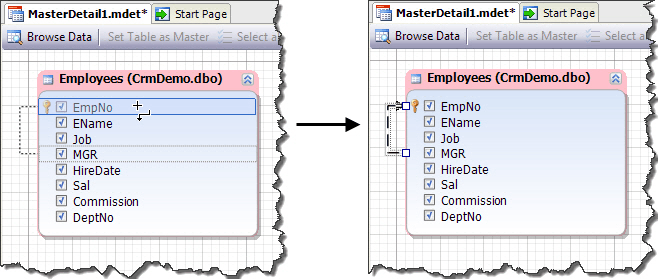 MasterDetail1.mdet* Start Page
Browse Data Set Table as Master Select a
Employees (CrmDemo.dbo)
EmpNo
EName
Job
MGR
HireDate
Sal
Commission
DeptNo
MasterDetail1.mdet* Start Page
Browse Data Set Table as Master Select
Employees (CrmDemo.dbo)
EmpNo
EName
Job
MGR
HireDate
Sal
Commission
DeptNo